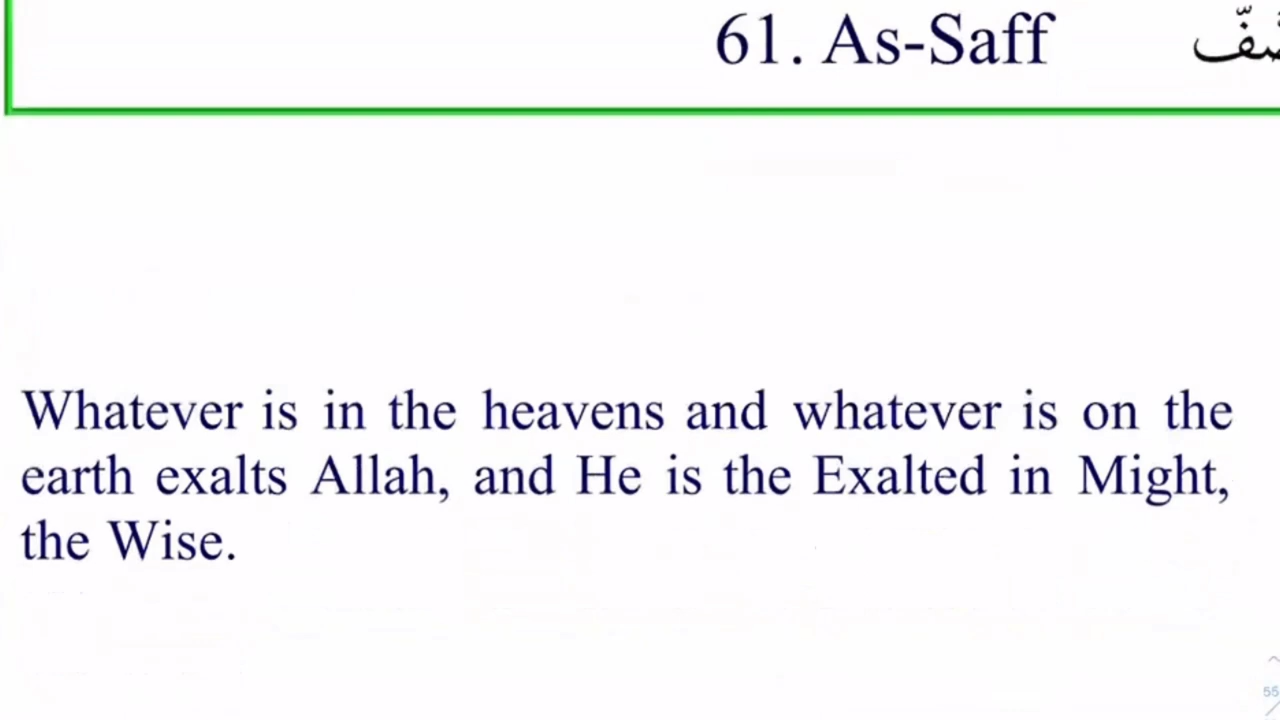 61. As-Saff
Whatever is in the heavens and whatever is on the
earth exalts Allah, and He is the Exalted in Might,
the Wise.
55